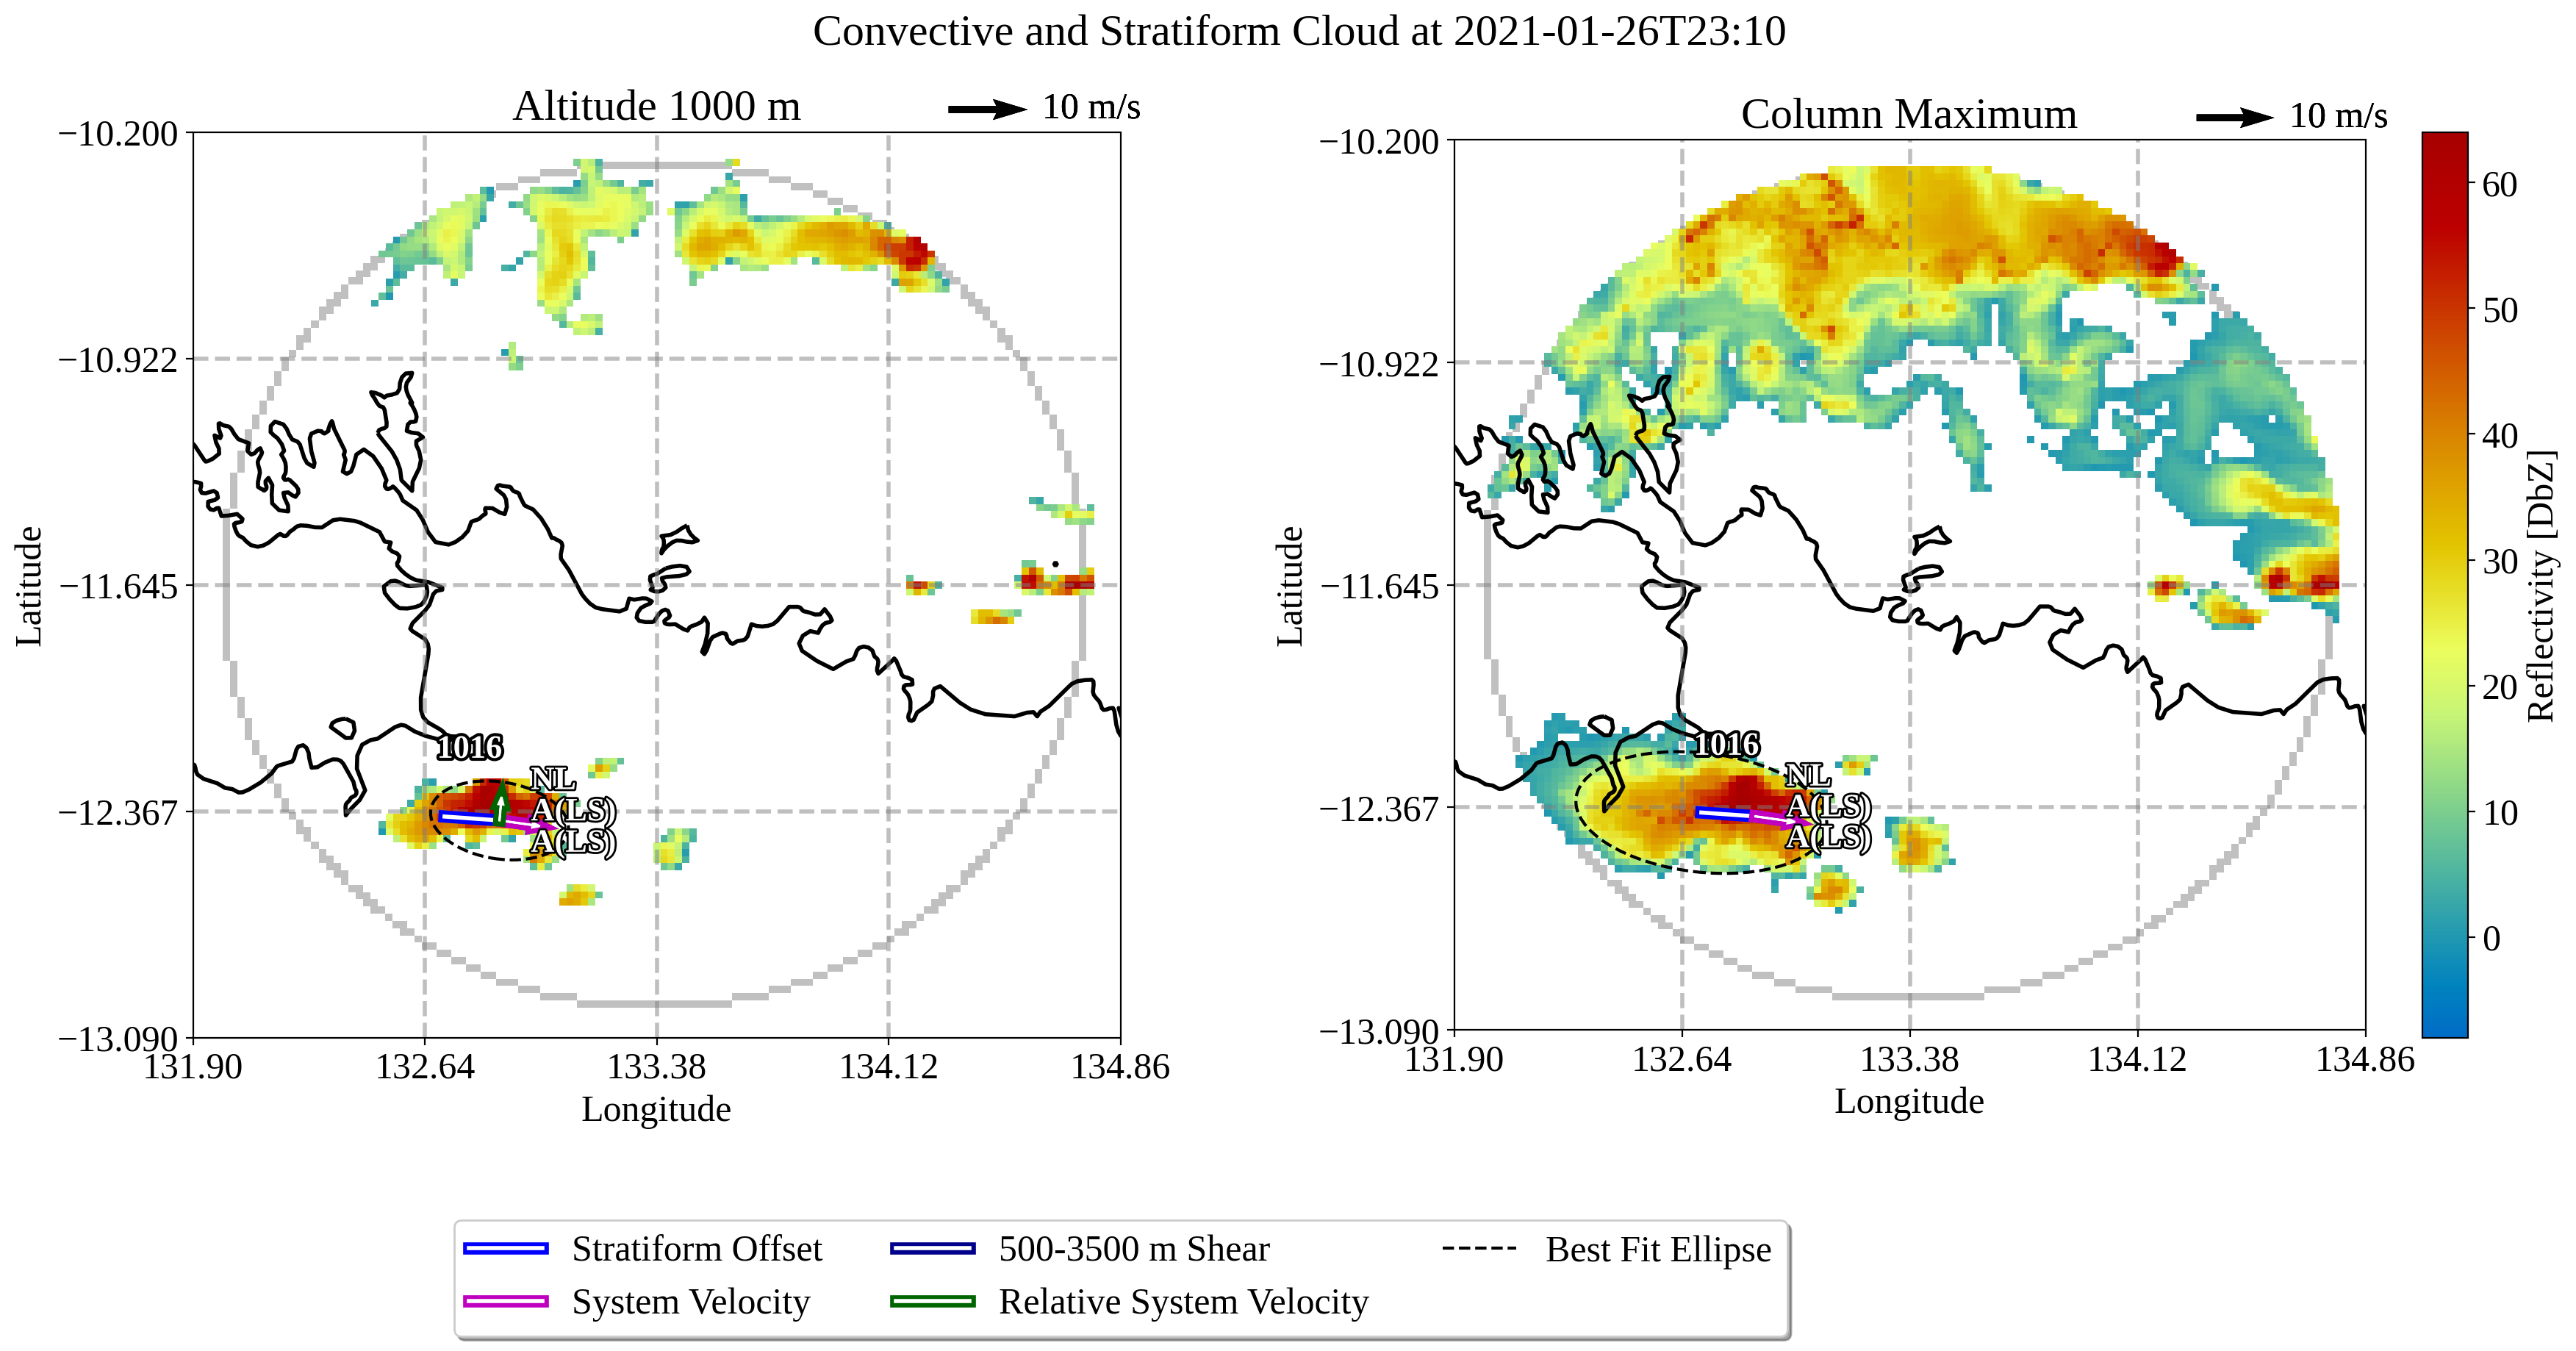 Convective and Stratiform Cloud at 2021-01-26T23:10
Altitude 1000 m
10 m/s
−10.200
−10.922
−11.645
−12.367
−13.090
Latitude
1016
NL
A(LS)
A(LS)
131.90
132.64
133.38
134.12
134.86
Longitude
Column Maximum
10 m/s
−10.200
−10.922
−11.645
−12.367
−13.090
Latitude
1016
NL
A(LS)
A(LS)
131.90
132.64
133.38
134.12
134.86
Longitude
60
50
40
30
20
10
0
Reflectivity [DbZ]
Stratiform Offset
System Velocity
500-3500 m Shear
Relative System Velocity
Best Fit Ellipse